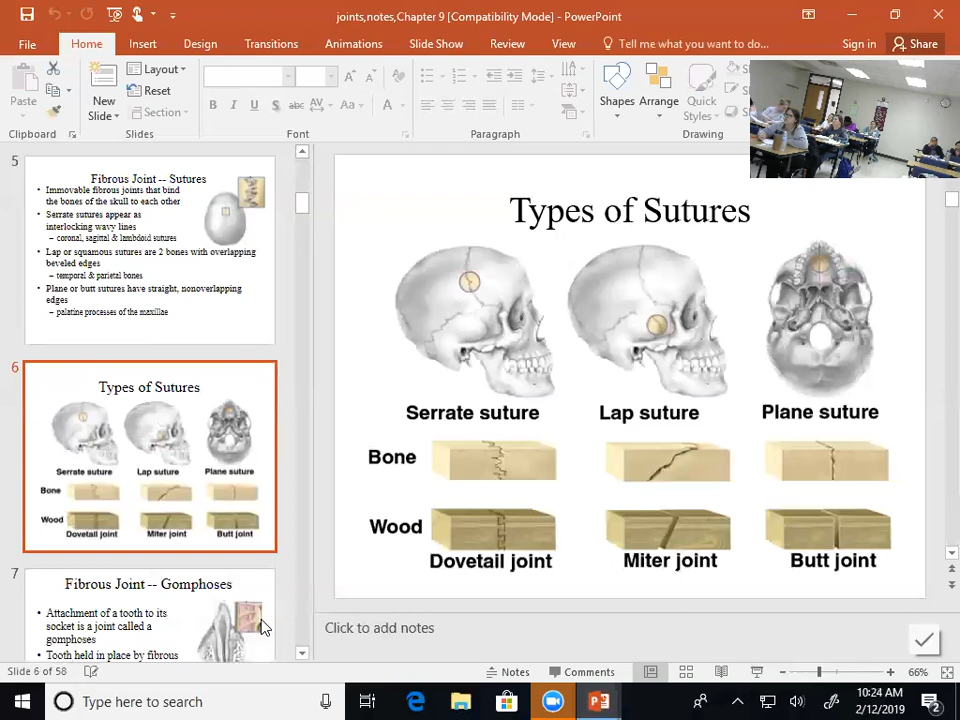 joints,notes,Chapter 9 [Compatibility Mode] - PowerPoint
File Home Insert Design Transitions Animations Slide Show Review View Tell me what you want to do... Sign in Share
Paste
New Slide
Layout
Reset
Section
B I U S abc AV Aa A
Shapes Arrange Quick Styles
Clipboard Slides Font Paragraph Drawing
5
Fibrous Joint -- Sutures
• Immovable fibrous joints that bind
the bones of the skull to each other
• Serrate sutures appear as
interlocking wavy lines
– coronal, sagittal & lambdoid sutures
• Lap or squamous sutures are 2 bones with overlapping
beveled edges
– temporal & parietal bones
• Plane or butt sutures have straight, nonoverlapping
edges
– palatine processes of the maxillae
6
Types of Sutures
Serrate suture Lap suture Plane suture
Bone
Wood
Dovetail joint Miter joint Butt joint
7
Fibrous Joint -- Gomphoses
• Attachment of a tooth to its
socket is a joint called a
gomphoses
• Tooth held in place by fibrous
Types of Sutures
Serrate suture Lap suture Plane suture
Bone
Wood
Dovetail joint Miter joint Butt joint
Click to add notes
Slide 6 of 58 Notes Comments 66%
Type here to search
10:24 AM
2/12/2019
2